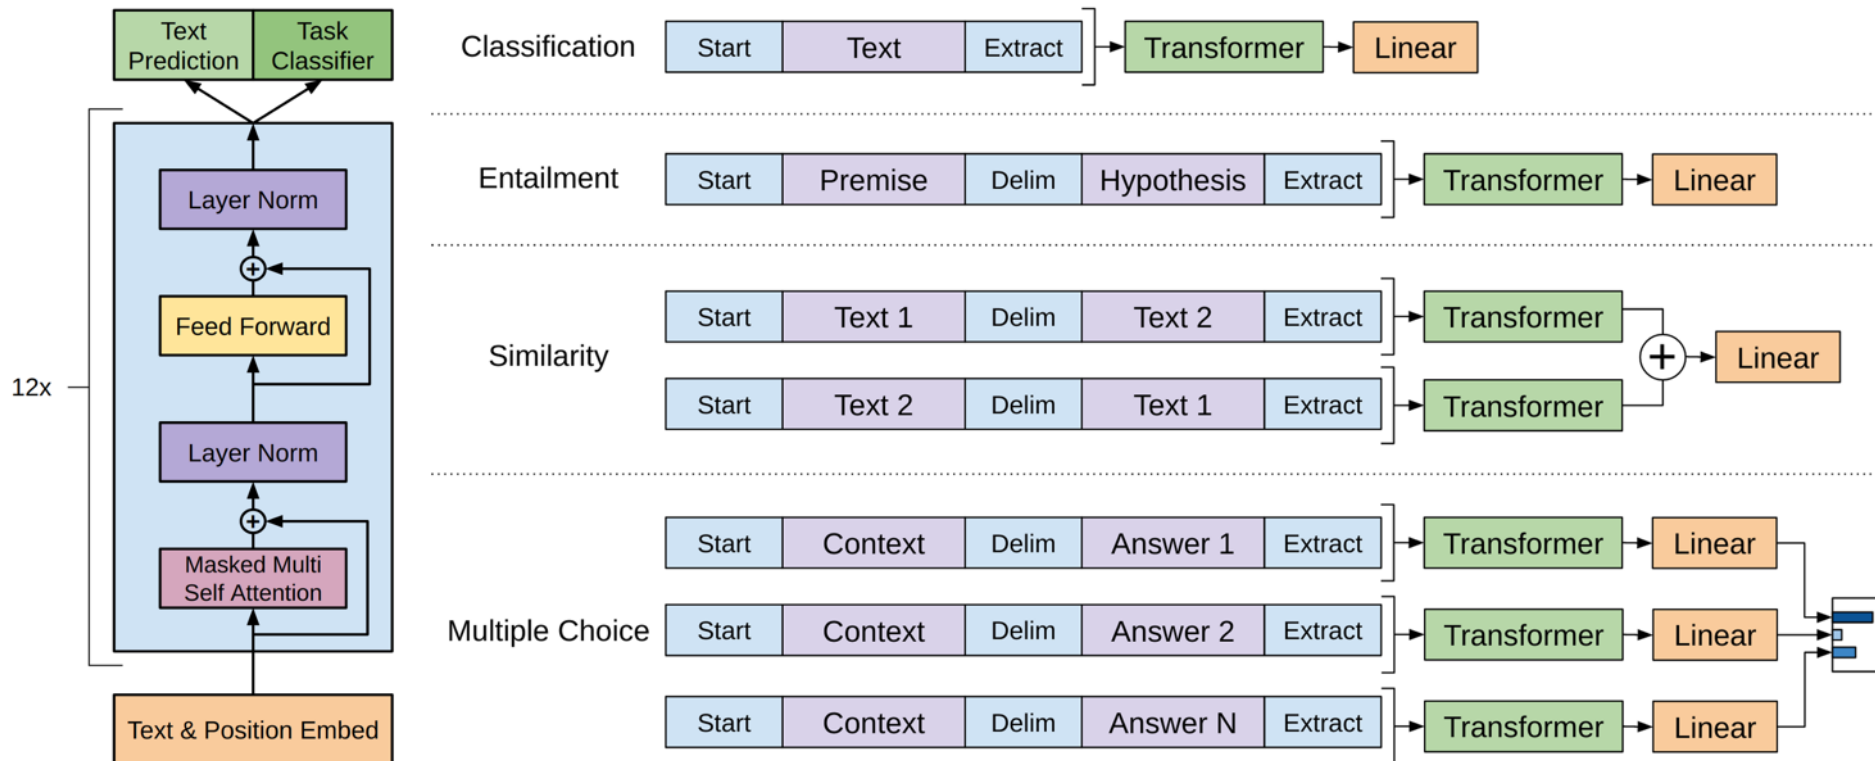 Text
Prediction
Task
Classifier
12x
Layer Norm
Feed Forward
Layer Norm
Masked Multi
Self Attention
Text & Position Embed
Classification
Start Text Extract Transformer Linear
Entailment
Start Premise Delim Hypothesis Extract Transformer Linear
Similarity
Start Text 1 Delim Text 2 Extract Transformer
Start Text 2 Delim Text 1 Extract Transformer
Linear
Multiple Choice
Start Context Delim Answer 1 Extract Transformer Linear
Start Context Delim Answer 2 Extract Transformer Linear
Start Context Delim Answer N Extract Transformer Linear